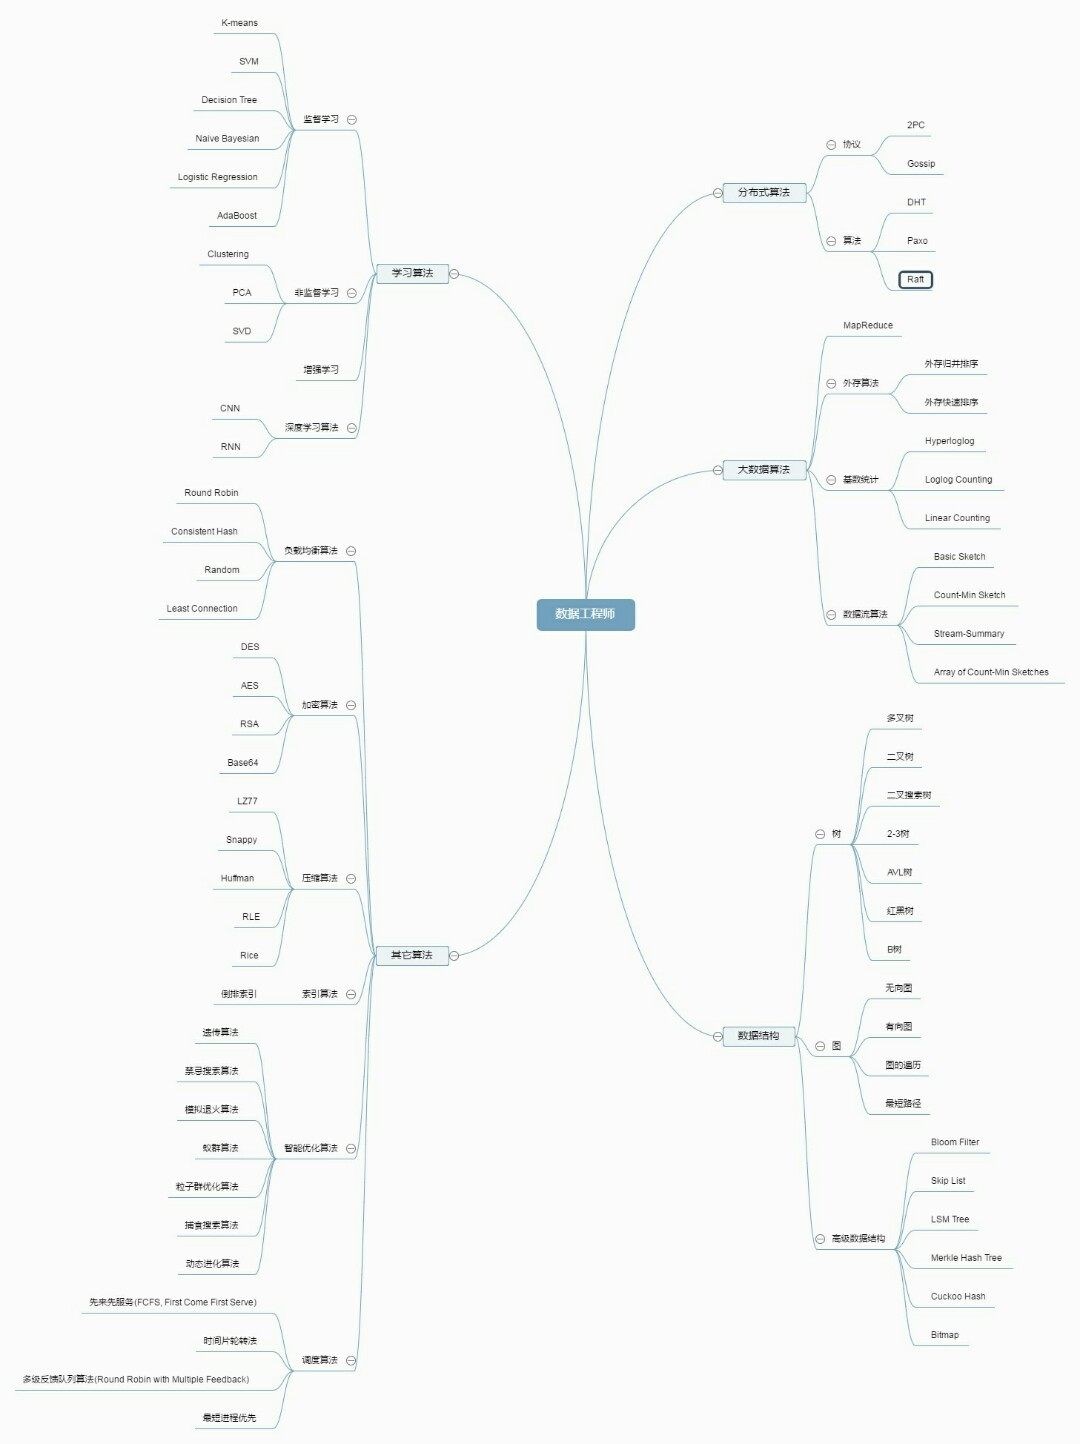 数据工程师
学习算法
监督学习
K-means
SVM
Decision Tree
Naive Bayesian
Logistic Regression
AdaBoost
非监督学习
Clustering
PCA
SVD
增强学习
深度学习算法
CNN
RNN
其它算法
负载均衡算法
Round Robin
Consistent Hash
Random
Least Connection
加密算法
DES
AES
RSA
Base64
压缩算法
LZ77
Snappy
Huffman
RLE
Rice
索引算法
倒排索引
智能优化算法
遗传算法
禁忌搜索算法
模拟退火算法
蚁群算法
粒子群优化算法
捕食搜索算法
动态进化算法
调度算法
先来先服务(FCFS, First Come First Serve)
时间片轮转法
多级反馈队列算法(Round Robin with Multiple Feedback)
最短进程优先
分布式算法
协议
2PC
Gossip
算法
DHT
Paxo
Raft
大数据算法
MapReduce
外存算法
外存归并排序
外存快速排序
基数统计
Hyperloglog
Loglog Counting
Linear Counting
数据流算法
Basic Sketch
Count-Min Sketch
Stream-Summary
Array of Count-Min Sketches
数据结构
树
多叉树
二叉树
二叉搜索树
2-3树
AVL树
红黑树
B树
图
无向图
有向图
图的遍历
最短路径
高级数据结构
Bloom Filter
Skip List
LSM Tree
Merkle Hash Tree
Cuckoo Hash
Bitmap